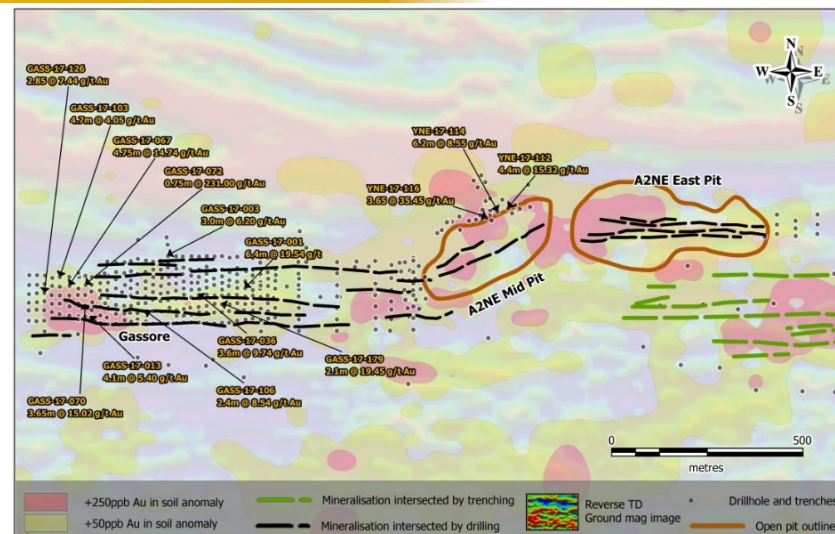 GASS-17-126
2.85 @ 7.44 g/t Au
GASS-17-103
4.7m @ 4.05 g/t Au
GASS-17-067
4.75m @ 14.74 g/t Au
GASS-17-072
0.75m @ 231.00 g/t Au
GASS-17-003
3.0m @ 6.20 g/t Au
GASS-17-001
6.4m @ 19.54 g/t
YNE-17-114
6.2m @ 8.55 g/t Au
YNE-17-112
4.4m @ 15.32 g/t Au
YNE-17-116
3.65 @ 35.45 g/t Au
A2NE East Pit
A2NE Mid Pit
N
N
W
E
E
S
S
Gassore
GASS-17-036
3.6m @ 9.74 g/t Au
GASS-17-179
2.1m @ 19.45 g/t Au
GASS-17-013
4.1m @ 5.40 g/t Au
GASS-17-106
2.4m @ 8.54 g/t Au
GASS-17-070
3.65m @ 15.02 g/t Au
0 500
metres
+250ppb Au in soil anomaly
+50ppb Au in soil anomaly
Mineralisation intersected by trenching
Mineralisation intersected by drilling
Reverse TD
Ground mag image
Drillhole and trenches
Open pit outline